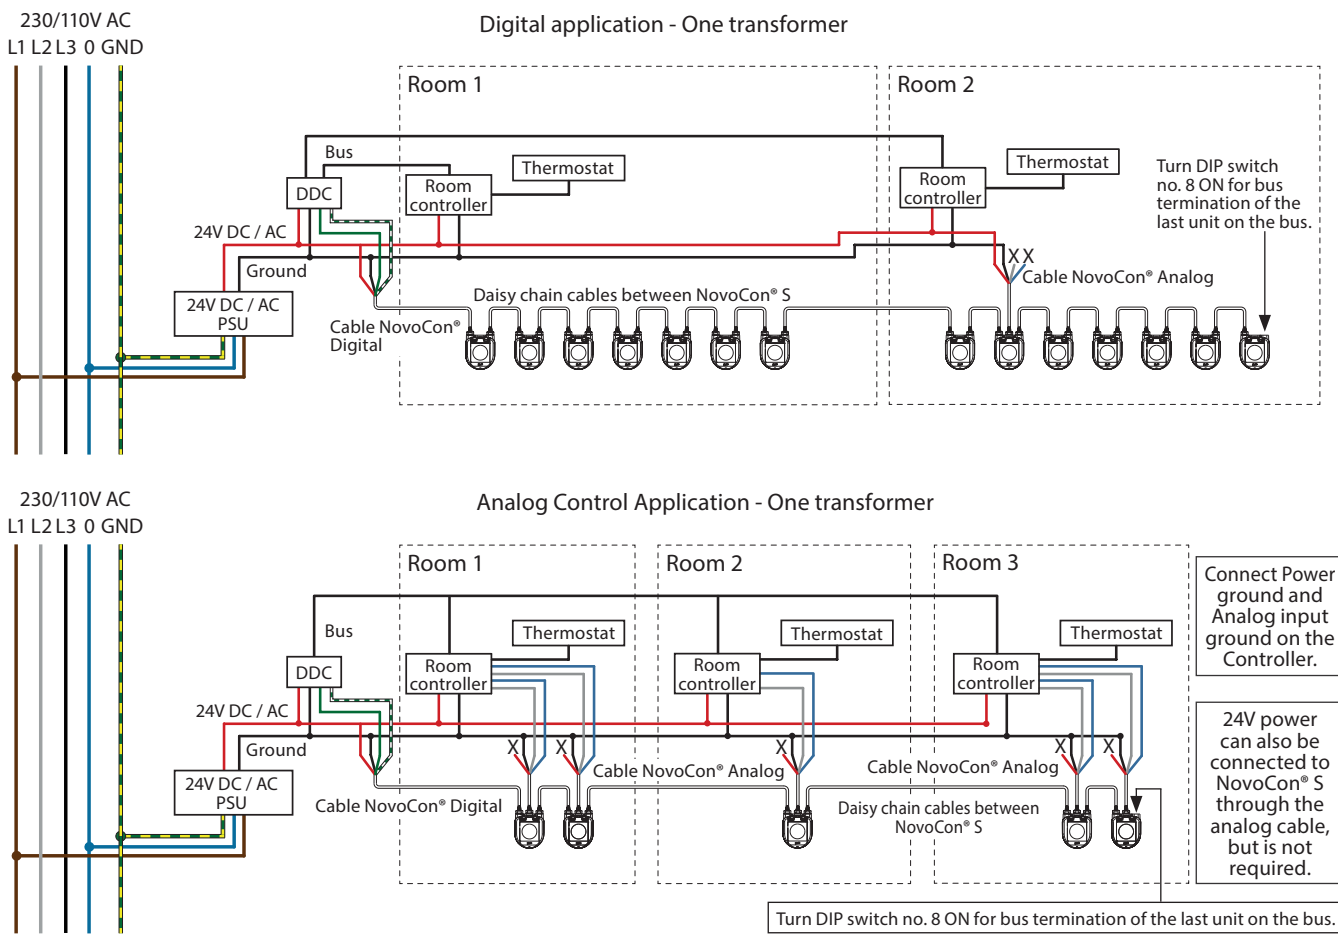 230/110V AC
L1 L2 L3 0 GND
Digital application - One transformer
Room 1
Room 2
Bus
DDC
Thermostat
Room
controller
Thermostat
Room
controller
Turn DIP switch
no. 8 ON for bus
termination of the
last unit on the bus.
24V DC / AC
Ground
24V DC / AC
PSU
X X
Cable NovoCon® Analog
Daisy chain cables between NovoCon® S
Cable NovoCon®
Digital
230/110V AC
L1 L2 L3 0 GND
Analog Control Application - One transformer
Room 1
Room 2
Room 3
Bus
DDC
Thermostat
Room
controller
Thermostat
Room
controller
Thermostat
Room
controller
Connect Power
ground and
Analog input
ground on the
Controller.
24V DC / AC
Ground
24V DC / AC
PSU
X
X
X
X
X
Cable NovoCon® Analog
Cable NovoCon® Analog
Cable NovoCon® Digital
Daisy chain cables between
NovoCon® S
24V power
can also be
connected to
NovoCon® S
through the
analog cable,
but is not
required.
Turn DIP switch no. 8 ON for bus termination of the last unit on the bus.